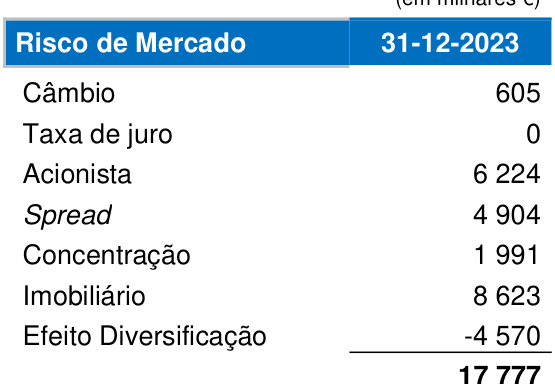 (em milhares €)
Risco de Mercado 31-12-2023
Câmbio 605
Taxa de juro 0
Acionista 6 224
Spread 4 904
Concentração 1 991
Imobiliário 8 623
Efeito Diversificação -4 570
17 777